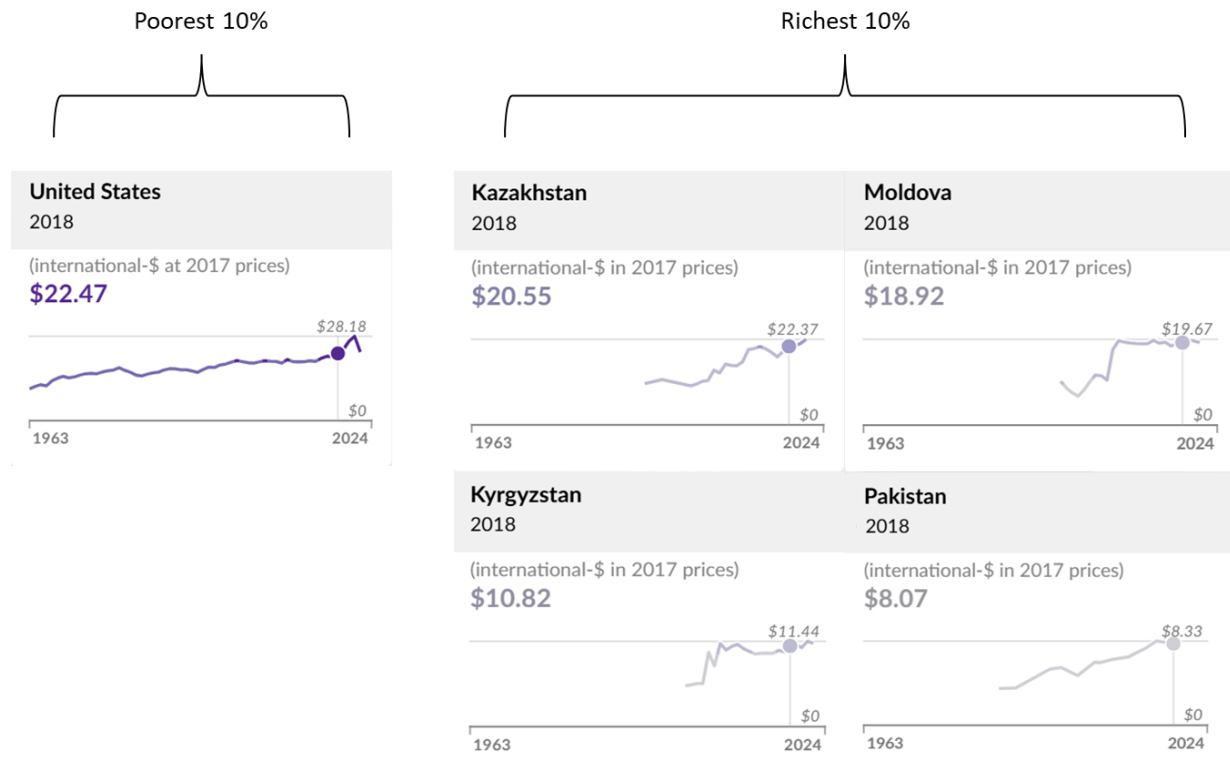 Poorest 10%
Richest 10%
United States
2018
(international-$ at 2017 prices)
$22.47
$28.18
$0
1963
2024
Kazakhstan
2018
(international-$ in 2017 prices)
$20.55
$22.37
$0
1963
2024
Moldova
2018
(international-$ in 2017 prices)
$18.92
$19.67
$0
1963
2024
Kyrgyzstan
2018
(international-$ in 2017 prices)
$10.82
$11.44
$0
1963
2024
Pakistan
2018
(international-$ in 2017 prices)
$8.07
$8.33
$0
1963
2024